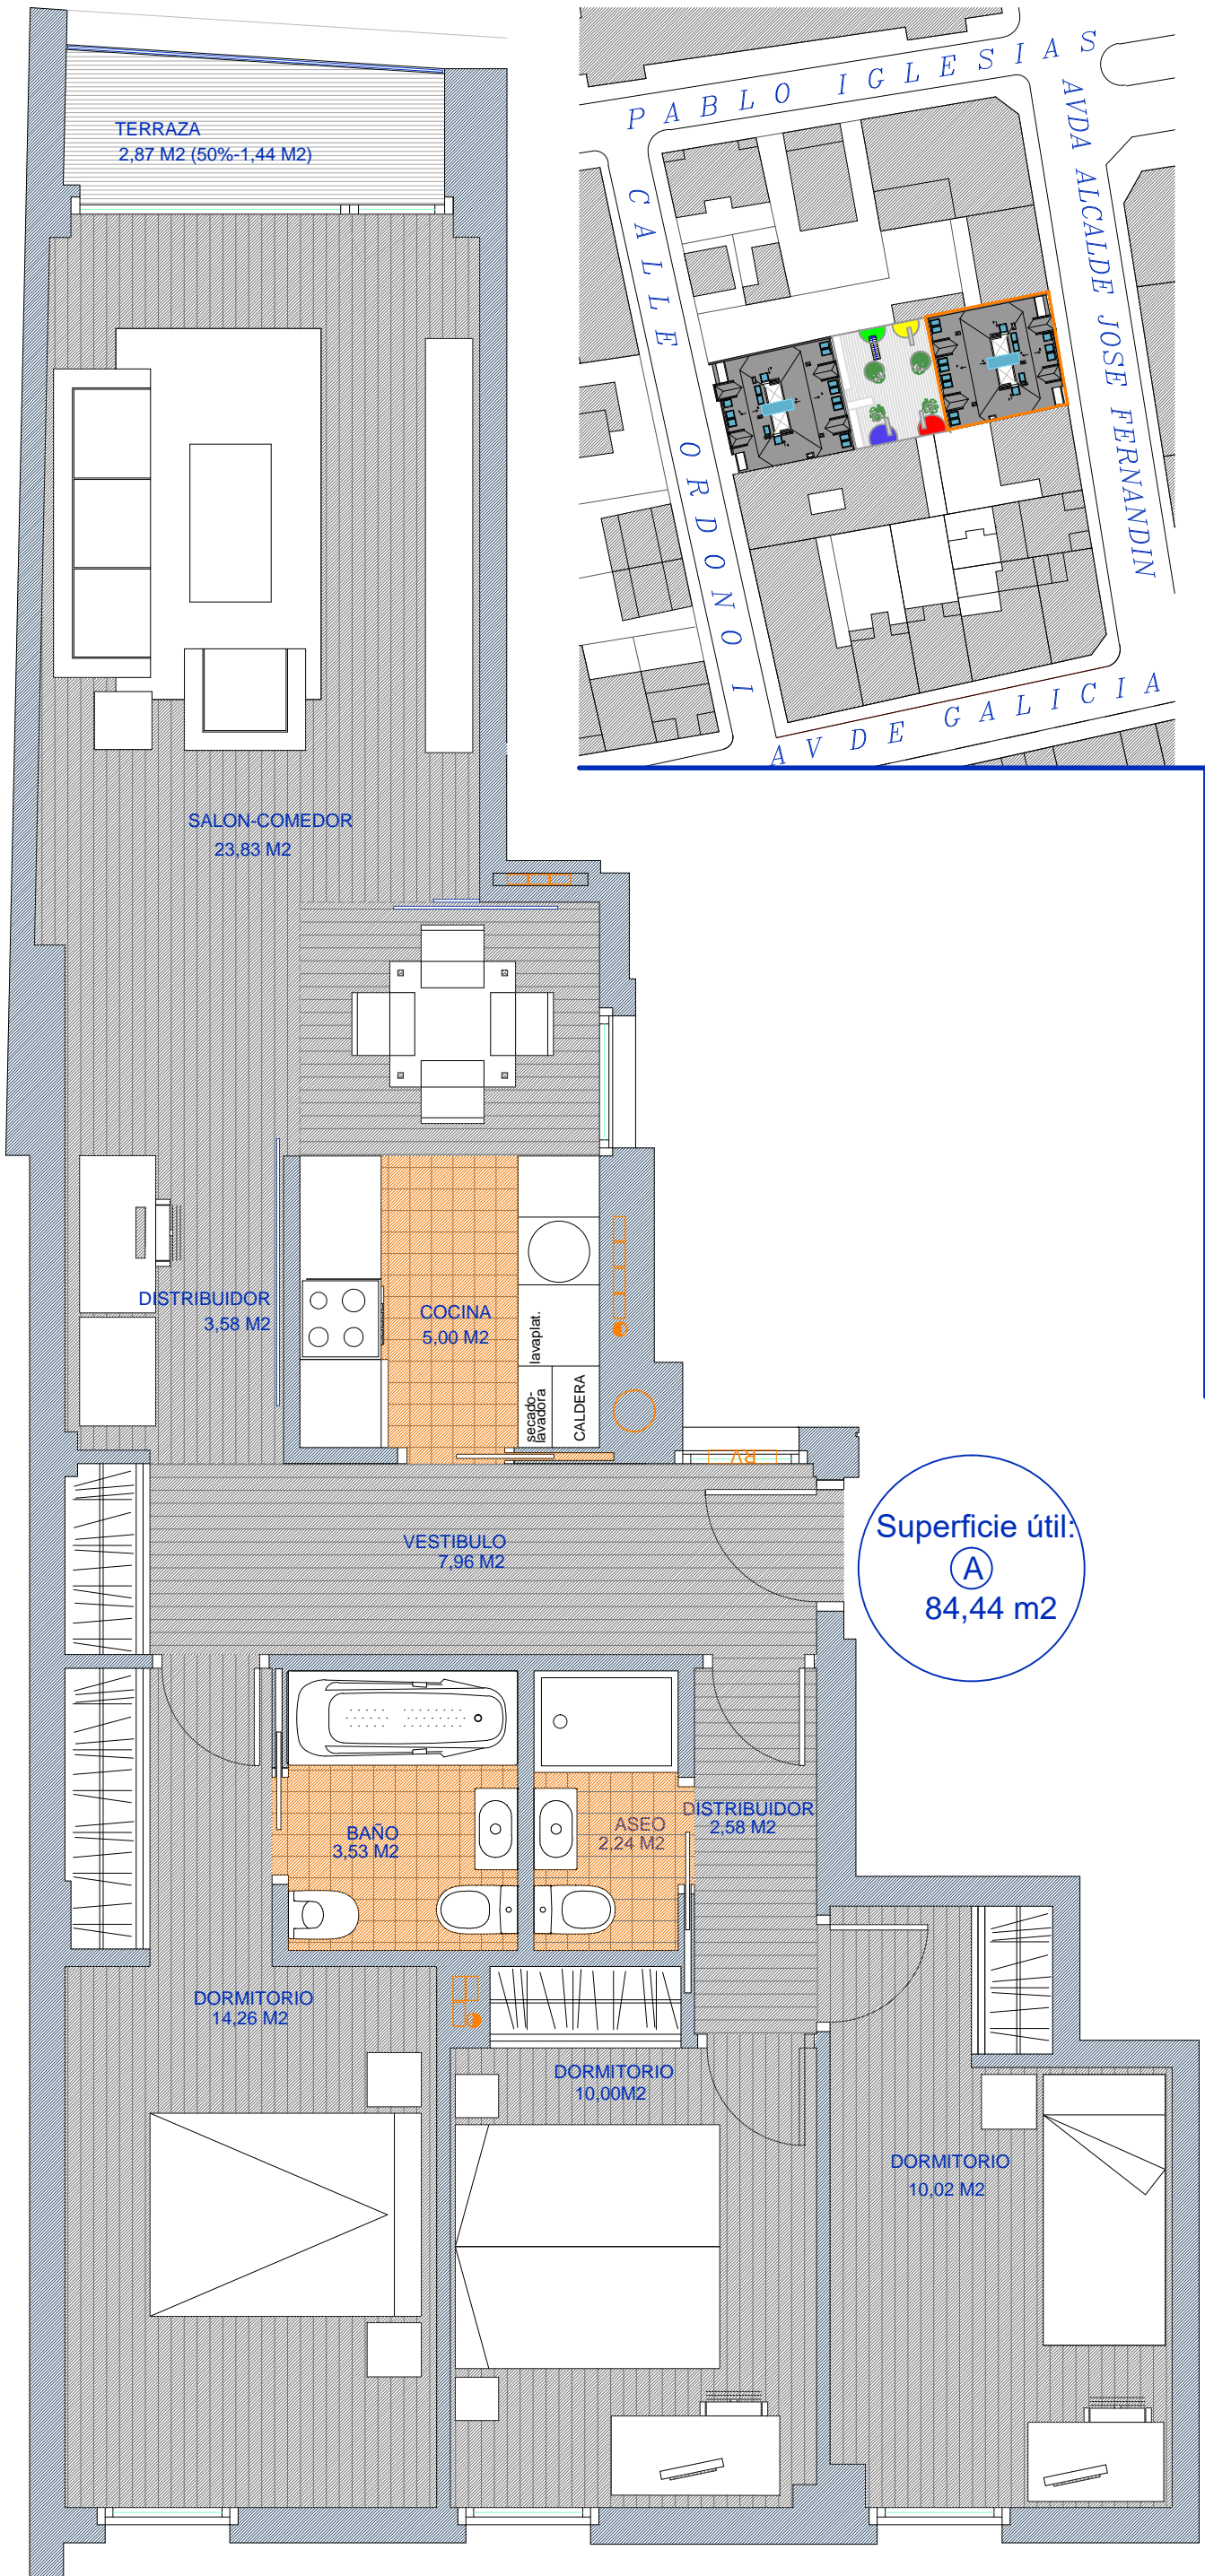 TERRAZA
2,87 M2 (50%-1,44 M2)
PABLO IGLESIAS
AVDA ALCALDE JOSE FERNANDIN
CALLE ORDONO I
AV DE GALICIA
SALON-COMEDOR
23,83 M2
DISTRIBUIDOR
3,58 M2
COCINA
5,00 M2
lavaplat.
secado-
lavadora
CALDERA
RV
VESTIBULO
7,96 M2
Superficie útil:
A
84,44 m2
BAÑO
3,53 M2
ASEO
2,24 M2
DISTRIBUIDOR
2,58 M2
DORMITORIO
14,26 M2
DORMITORIO
10,00M2
DORMITORIO
10,02 M2